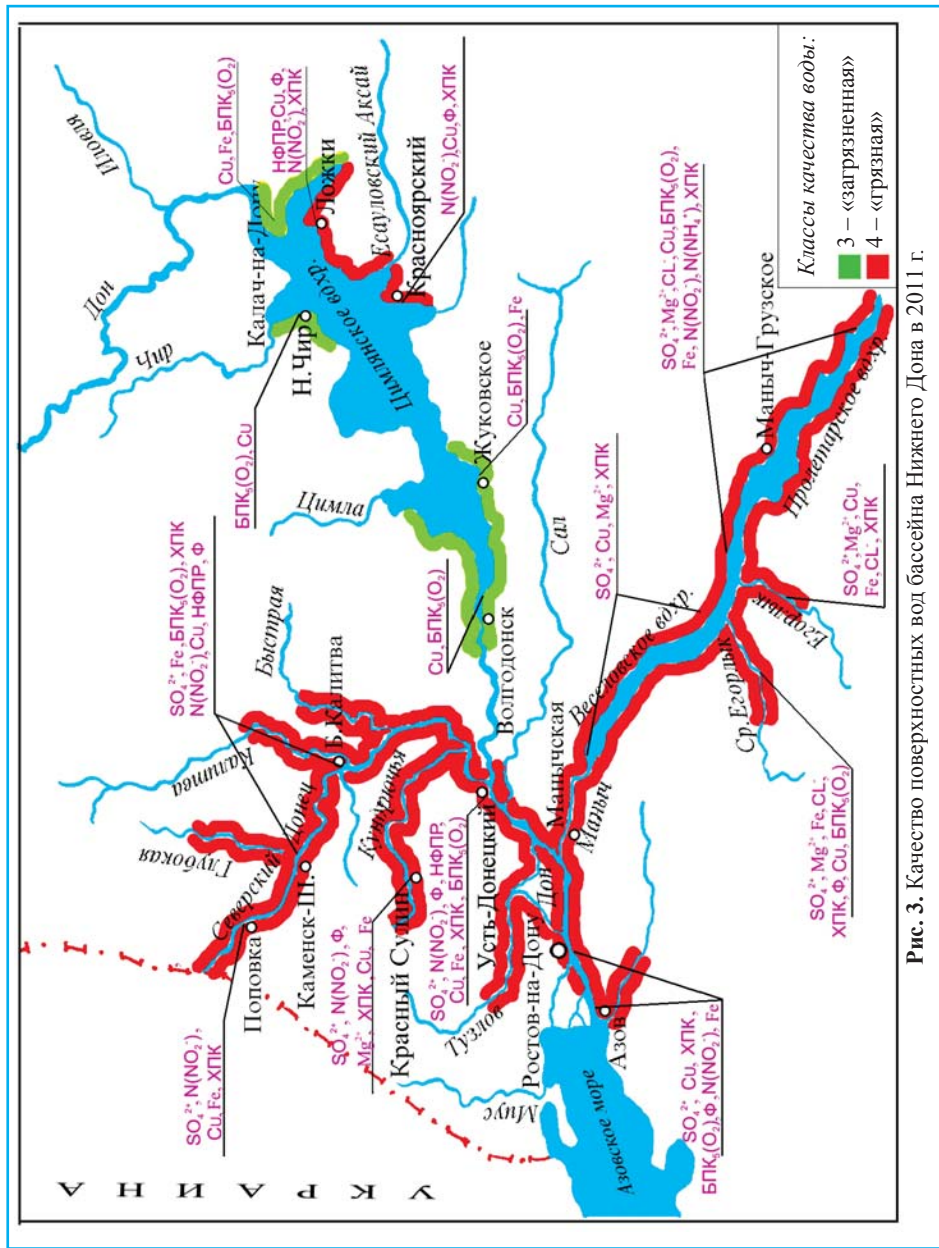 УКРАИНА
Дон
Иловля
Чир
Калач-на-Дону
Cu, Fe, БПК₅(O₂)
НФПР, Cu, Ф,
N(NO₂⁻), ХПК
Ложки
Есауловский Аксай
Красноярский
N(NO₂⁻), Cu, Ф, ХПК
Н.Чир
БПК₅(O₂), Cu
Цимлянское вдхр.
Цимла
Жуковское
Cu, БПК₅(O₂), Fe
Cu, БПК₅(O₂)
Волгодонск
Сал
SO₄²⁺, Fe, БПК₅(O₂), ХПК
N(NO₂⁻), Cu, НФПР, Ф
Быстрая
Калитва
Б.Калитва
Глубокая
Северский Донец
Каменск-Ш.
Поповка
SO₄²⁺, N(NO₂⁻),
Cu, Fe, ХПК
Кундрючья
Красный Сулин
SO₄²⁺, N(NO₂⁻), Ф,
Mg²⁺, ХПК, Cu, Fe
Усть-Донецкий
SO₄²⁺, N(NO₂⁻), Ф, НФПР,
Cu, Fe, ХПК, БПК₅(O₂)
Тузлов
Дон
Ростов-на-Дону
Миус
Азов
Азовское море
SO₄²⁺, Cu, ХПК,
БПК₅(O₂), Ф, N(NO₂⁻), Fe
Манычская
Маныч
Веселовское вдхр.
SO₄²⁺, Cu, Mg²⁺, ХПК
SO₄²⁺, Mg²⁺, CL⁻, Cu, БПК₅(O₂),
Fe, N(NO₂⁻), N(NH₄⁺), ХПК
Маныч-Грузское
Пролетарское вдхр.
Егорлык
SO₄²⁺, Mg²⁺, Cu,
Fe, CL⁻, ХПК
Ср. Егорлык
SO₄²⁺, Mg²⁺, Fe, CL⁻,
ХПК, Ф, Cu, БПК₅(O₂)
Классы качества воды:
3 – «загрязненная»
4 – «грязная»
Рис. 3. Качество поверхностных вод бассейна Нижнего Дона в 2011 г.